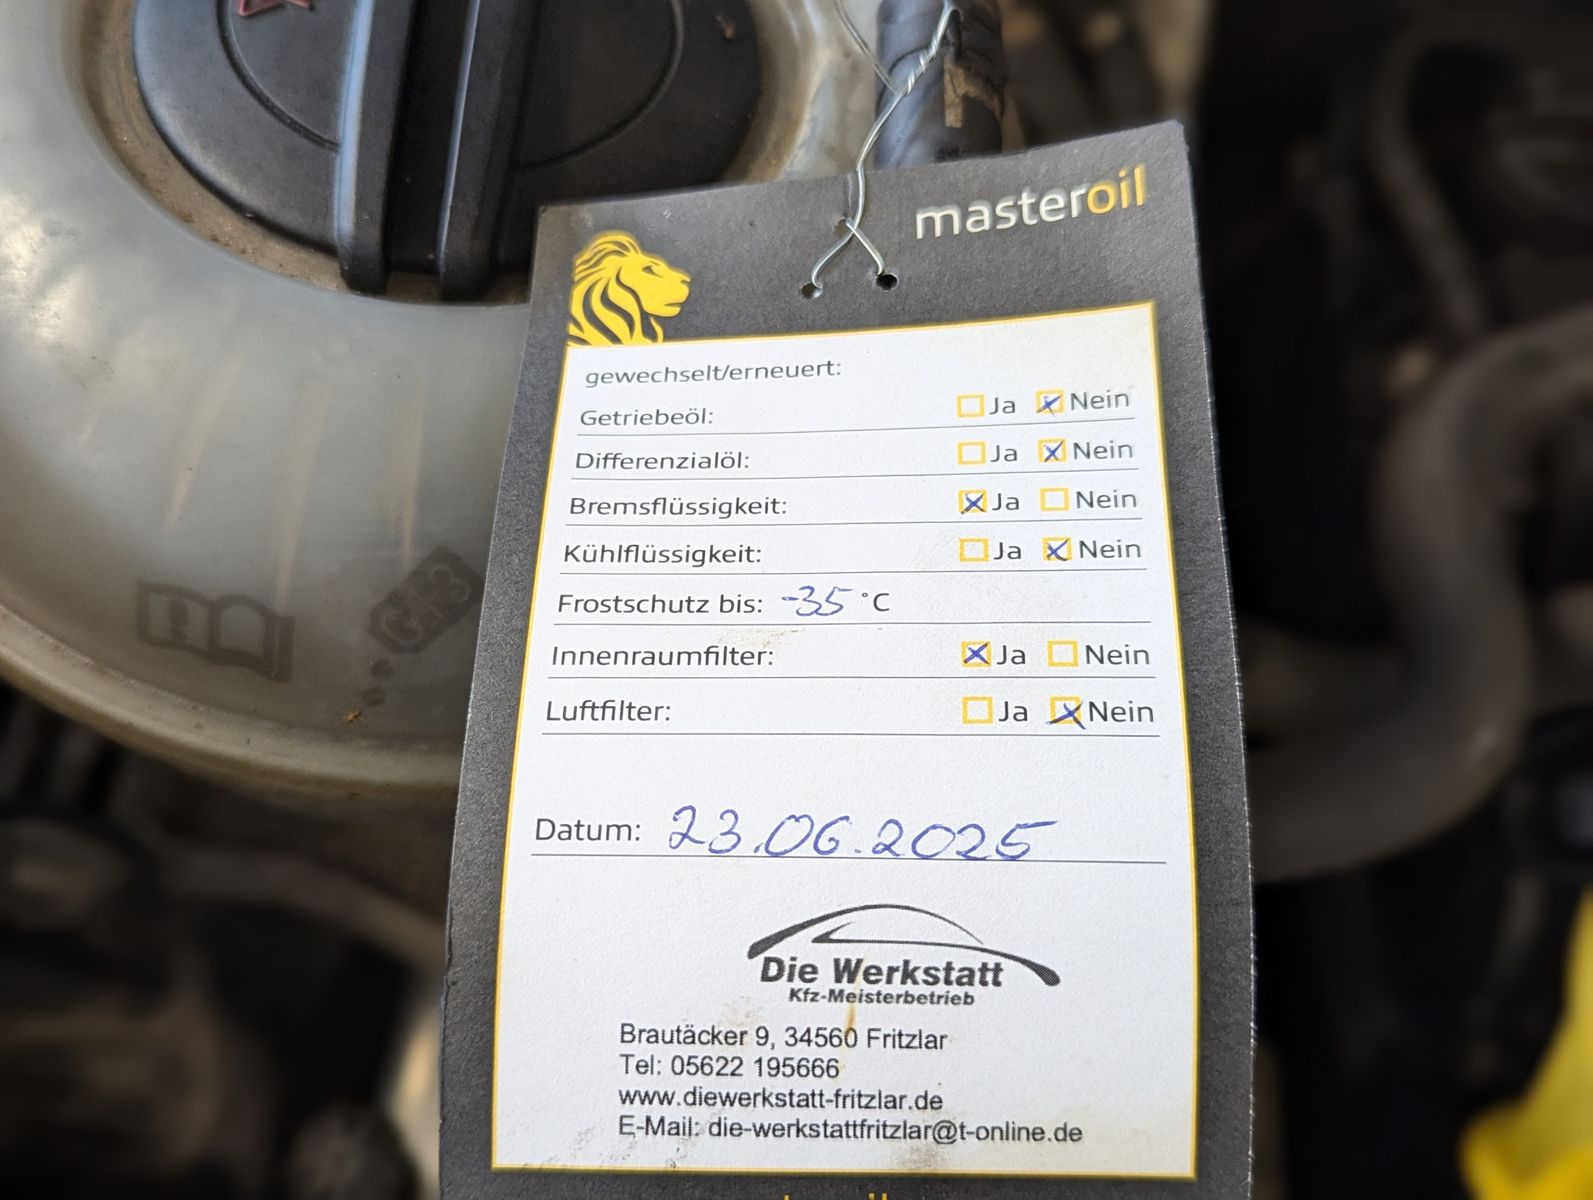 masteroil
gewechselt/erneuert:
Getriebeöl: Ja Nein
Differenzialöl: Ja Nein
Bremsflüssigkeit: Ja Nein
Kühlflüssigkeit: Ja Nein
Frostschutz bis: -35 °C
Innenraumfilter: Ja Nein
Luftfilter: Ja Nein
Datum: 23.06.2025
Die Werkstatt
Kfz-Meisterbetrieb
Brautäcker 9, 34560 Fritzlar
Tel: 05622 195666
www.diewerkstatt-fritzlar.de
E-Mail: die-werkstattfritzlar@t-online.de
G13